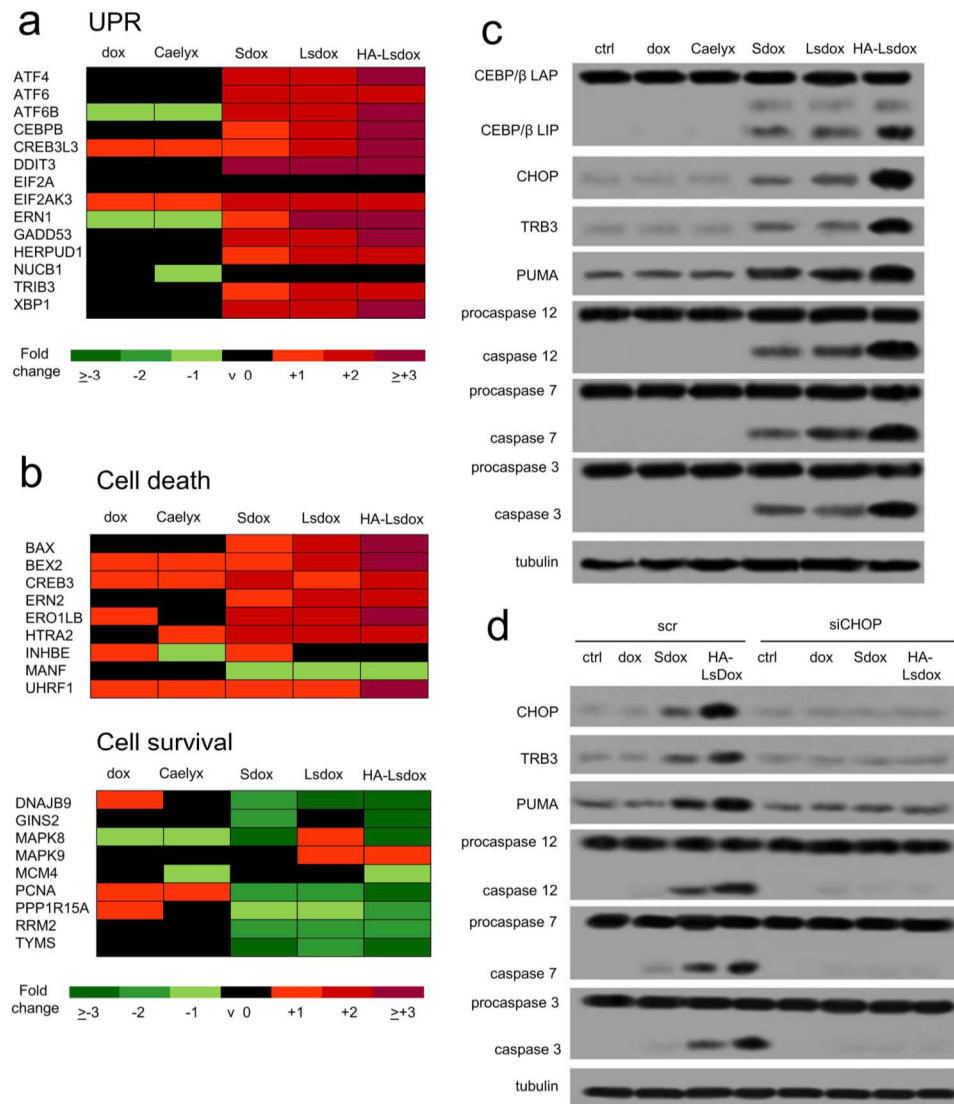 a
UPR
dox Caelyx Sdox Lsdox HA-Lsdox
ATF4
ATF6
ATF6B
CEBPB
CREB3L3
DDIT3
EIF2A
EIF2AK3
ERN1
GADD53
HERPUD1
NUCB1
TRIB3
XBP1
Fold change
≥-3 -2 -1 v 0 +1 +2 ≥+3
b
Cell death
dox Caelyx Sdox Lsdox HA-Lsdox
BAX
BEX2
CREB3
ERN2
ERO1LB
HTRA2
INHBE
MANF
UHRF1
Cell survival
dox Caelyx Sdox Lsdox HA-Lsdox
DNAJB9
GINS2
MAPK8
MAPK9
MCM4
PCNA
PPP1R15A
RRM2
TYMS
Fold change
≥-3 -2 -1 v 0 +1 +2 ≥+3
c
ctrl dox Caelyx Sdox Lsdox HA-Lsdox
CEBP/β LAP
CEBP/β LIP
CHOP
TRB3
PUMA
procaspase 12
caspase 12
procaspase 7
caspase 7
procaspase 3
caspase 3
tubulin
d
scr siCHOP
ctrl dox Sdox HA-LsDox ctrl dox Sdox HA-Lsdox
CHOP
TRB3
PUMA
procaspase 12
caspase 12
procaspase 7
caspase 7
procaspase 3
caspase 3
tubulin